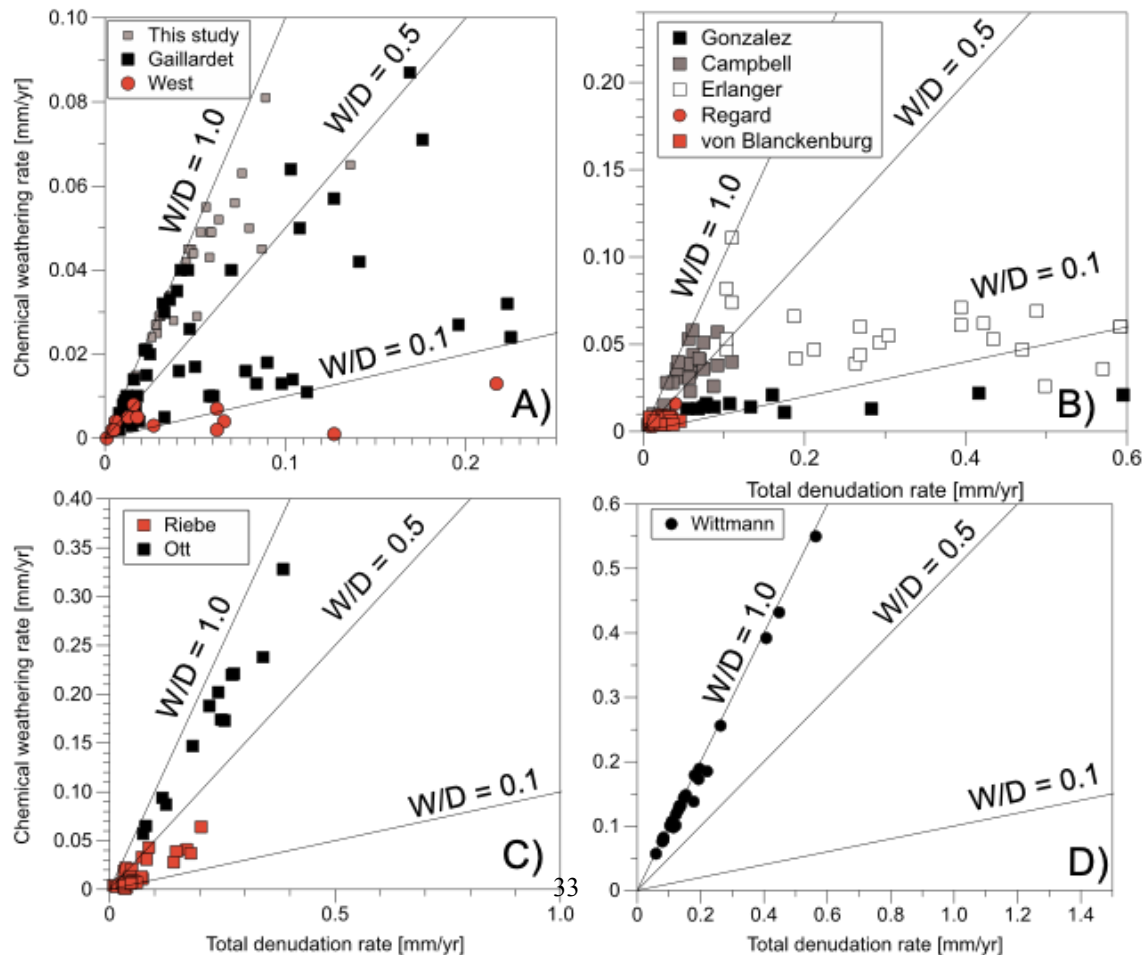 0.10
0.08
0.06
0.04
0.02
0
Chemical weathering rate [mm/yr]
This study
Gaillardet
West
W/D = 1.0
W/D = 0.5
W/D = 0.1
A)
0
0.1
0.2
0.20
0.15
0.10
0.05
0
Gonzalez
Campbell
Erlanger
Regard
von Blanckenburg
W/D = 0.5
W/D = 1.0
W/D = 0.1
B)
0
0.2
0.4
0.6
Total denudation rate [mm/yr]
0.40
0.35
0.30
0.25
0.20
0.15
0.10
0.05
0
Chemical weathering rate [mm/yr]
Riebe
Ott
W/D = 1.0
W/D = 0.5
W/D = 0.1
C)
0
0.5
1.0
Total denudation rate [mm/yr]
33
0.6
0.5
0.4
0.3
0.2
0.1
0
Wittmann
W/D = 1.0
W/D = 0.5
W/D = 0.1
D)
0
0.2
0.4
0.6
0.8
1.0
1.2
1.4
Total denudation rate [mm/yr]